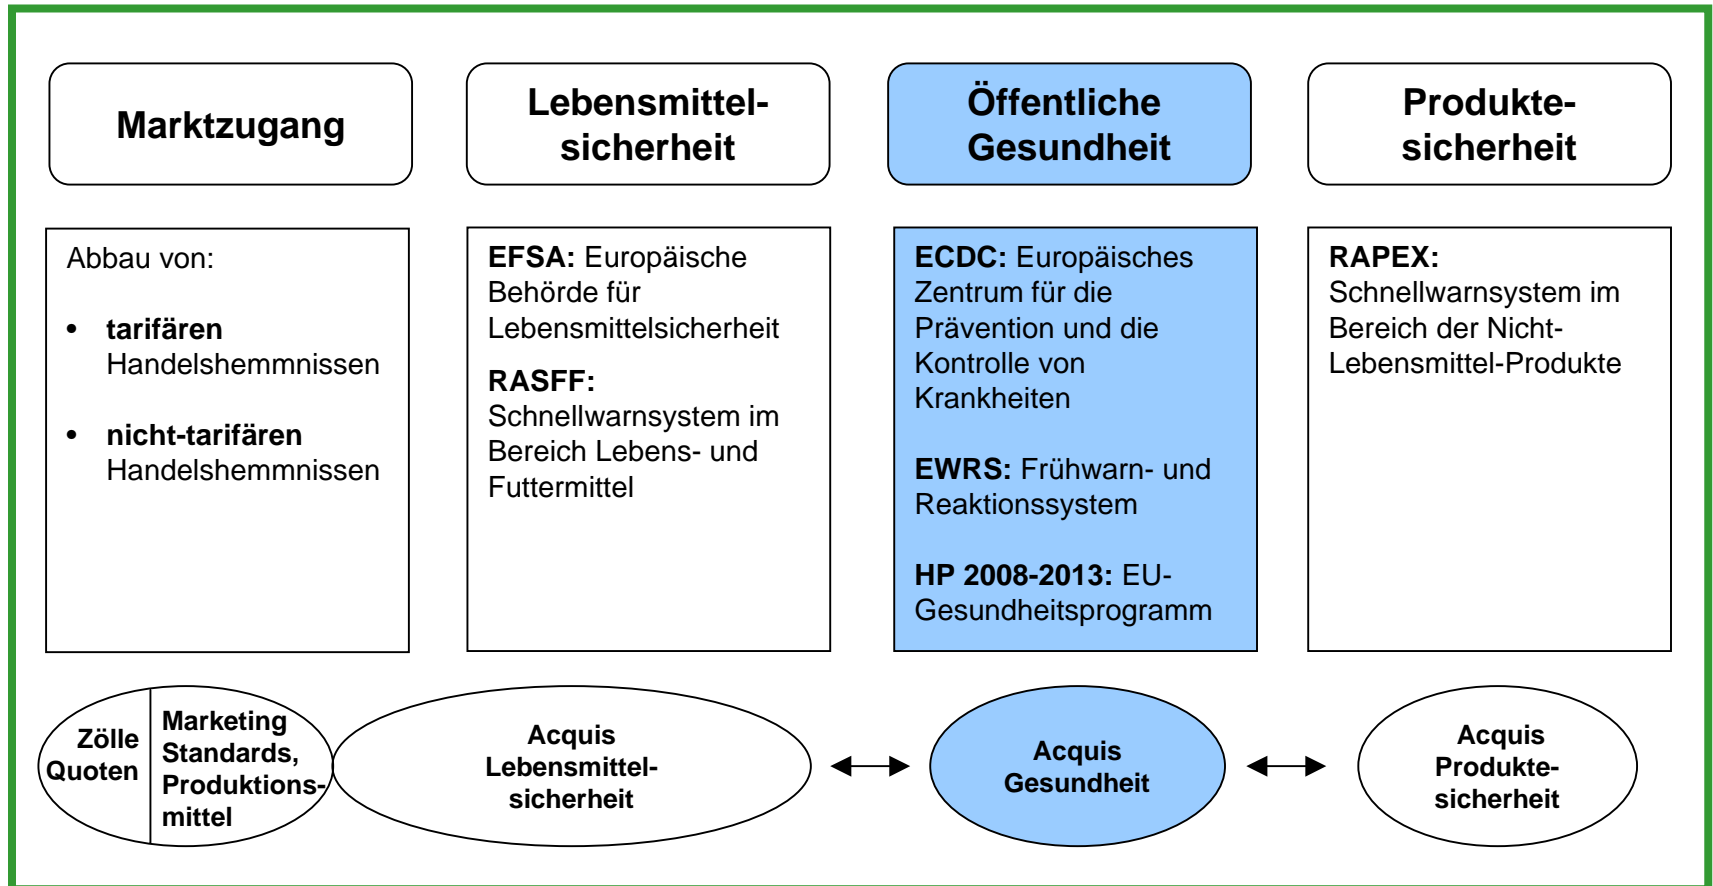 Marktzugang
Lebensmittel-
sicherheit
Öffentliche
Gesundheit
Produkte-
sicherheit
Abbau von:
• tarifären
Handelshemmnissen
• nicht-tarifären
Handelshemmnissen
EFSA: Europäische
Behörde für
Lebensmittelsicherheit
RASFF:
Schnellwarnsystem im
Bereich Lebens- und
Futtermittel
ECDC: Europäisches
Zentrum für die
Prävention und die
Kontrolle von
Krankheiten
EWRS: Frühwarn- und
Reaktionssystem
HP 2008-2013: EU-
Gesundheitsprogramm
RAPEX:
Schnellwarnsystem im
Bereich der Nicht-
Lebensmittel-Produkte
Zölle
Quoten
Marketing
Standards,
Produktions-
mittel
Acquis
Lebensmittel-
sicherheit
Acquis
Gesundheit
Acquis
Produkte-
sicherheit